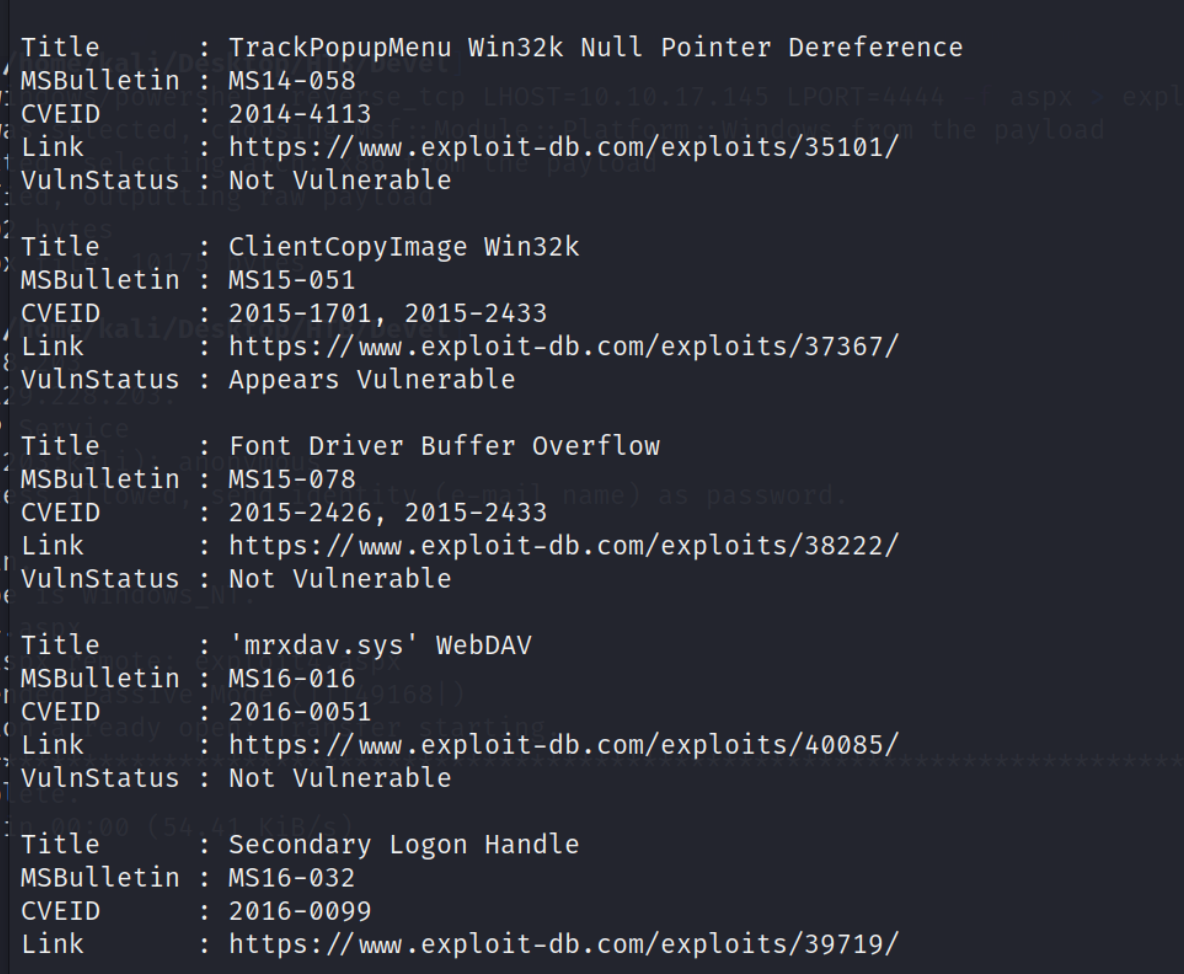 Title      : TrackPopupMenu Win32k Null Pointer Dereference
MSBulletin : MS14-058
CVEID      : 2014-4113
Link       : https://www.exploit-db.com/exploits/35101/
VulnStatus : Not Vulnerable

Title      : ClientCopyImage Win32k
MSBulletin : MS15-051
CVEID      : 2015-1701, 2015-2433
Link       : https://www.exploit-db.com/exploits/37367/
VulnStatus : Appears Vulnerable

Title      : Font Driver Buffer Overflow
MSBulletin : MS15-078
CVEID      : 2015-2426, 2015-2433
Link       : https://www.exploit-db.com/exploits/38222/
VulnStatus : Not Vulnerable

Title      : 'mrxdav.sys' WebDAV
MSBulletin : MS16-016
CVEID      : 2016-0051
Link       : https://www.exploit-db.com/exploits/40085/
VulnStatus : Not Vulnerable

Title      : Secondary Logon Handle
MSBulletin : MS16-032
CVEID      : 2016-0099
Link       : https://www.exploit-db.com/exploits/39719/